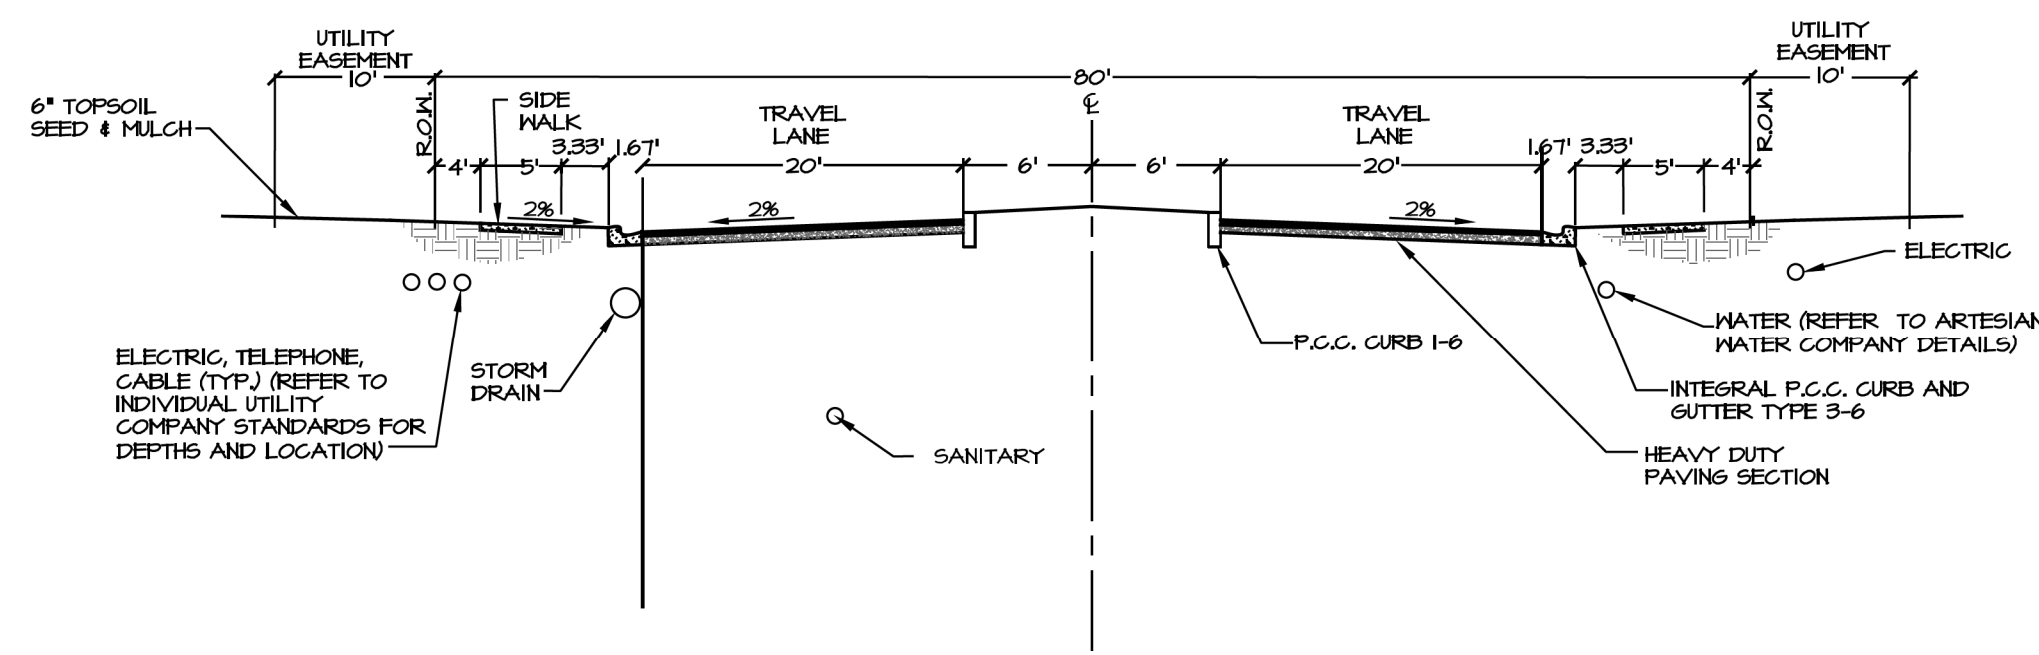 UTILITY
EASEMENT
10'
80'
UTILITY
EASEMENT
10'
6" TOPSOIL
SEED & MULCH
R.O.W.
SIDE
WALK
TRAVEL
LANE
℄
TRAVEL
LANE
R.O.W.
4'
5'
3.33'
1.67'
20'
6'
6'
20'
1.67'
3.33'
5'
4'
2%
2%
2%
ELECTRIC
WATER (REFER TO ARTESIAN
WATER COMPANY DETAILS)
P.C.C. CURB 1-6
ELECTRIC, TELEPHONE,
CABLE (TYP.) (REFER TO
INDIVIDUAL UTILITY
COMPANY STANDARDS FOR
DEPTHS AND LOCATION)
STORM
DRAIN
INTEGRAL P.C.C. CURB AND
GUTTER TYPE 3-6
SANITARY
HEAVY DUTY
PAVING SECTION